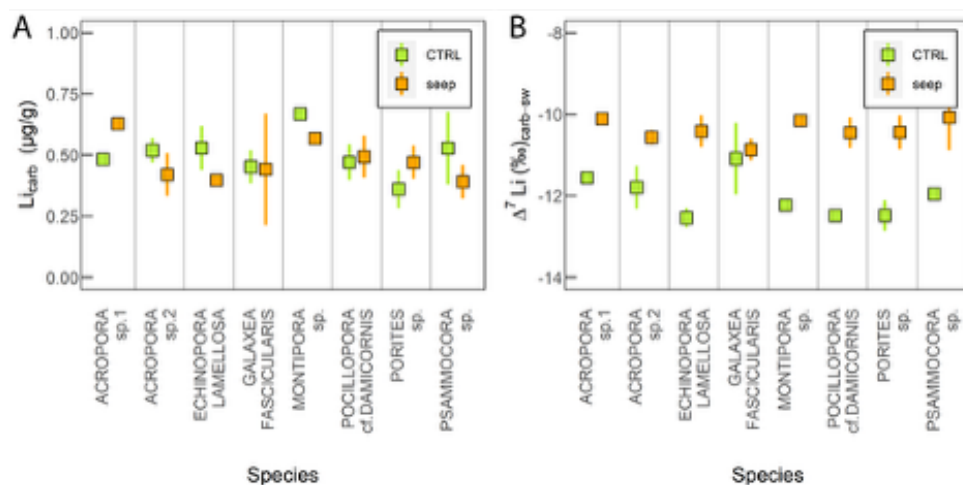 A
1.00
0.75
0.50
0.25
0.00
Li carb (µg/g)
CTRL
seep
ACROPORA
sp.1
ACROPORA
sp.2
ECHINOPORA
LAMELLOSA
GALAXEA
FASCICULARIS
MONTIPORA
sp.
POCILLOPORA
cf.DAMICORNIS
PORITES
sp.
PSAMMOCORA
sp.
Species
B
-8
-10
-12
-14
Δ⁷ Li (‰)carb-sw
CTRL
seep
ACROPORA
sp.1
ACROPORA
sp.2
ECHINOPORA
LAMELLOSA
GALAXEA
FASCICULARIS
MONTIPORA
sp.
POCILLOPORA
cf.DAMICORNIS
PORITES
sp.
PSAMMOCORA
sp.
Species